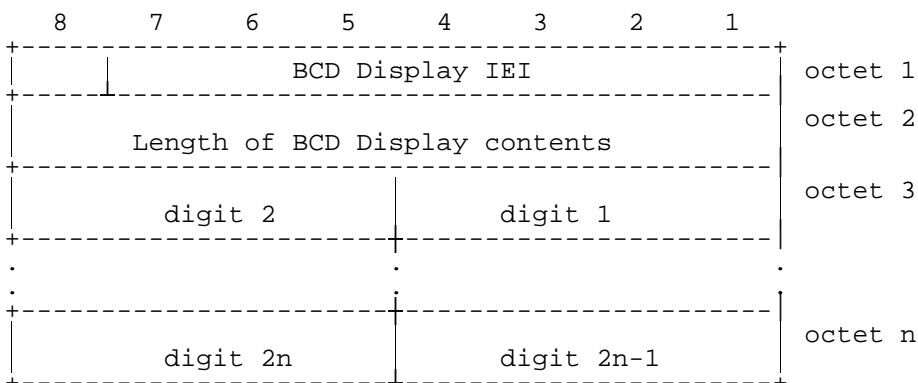 8 7 6 5 4 3 2 1
BCD Display IEI octet 1
octet 2
Length of BCD Display contents
octet 3
digit 2 digit 1
octet n
digit 2n digit 2n-1